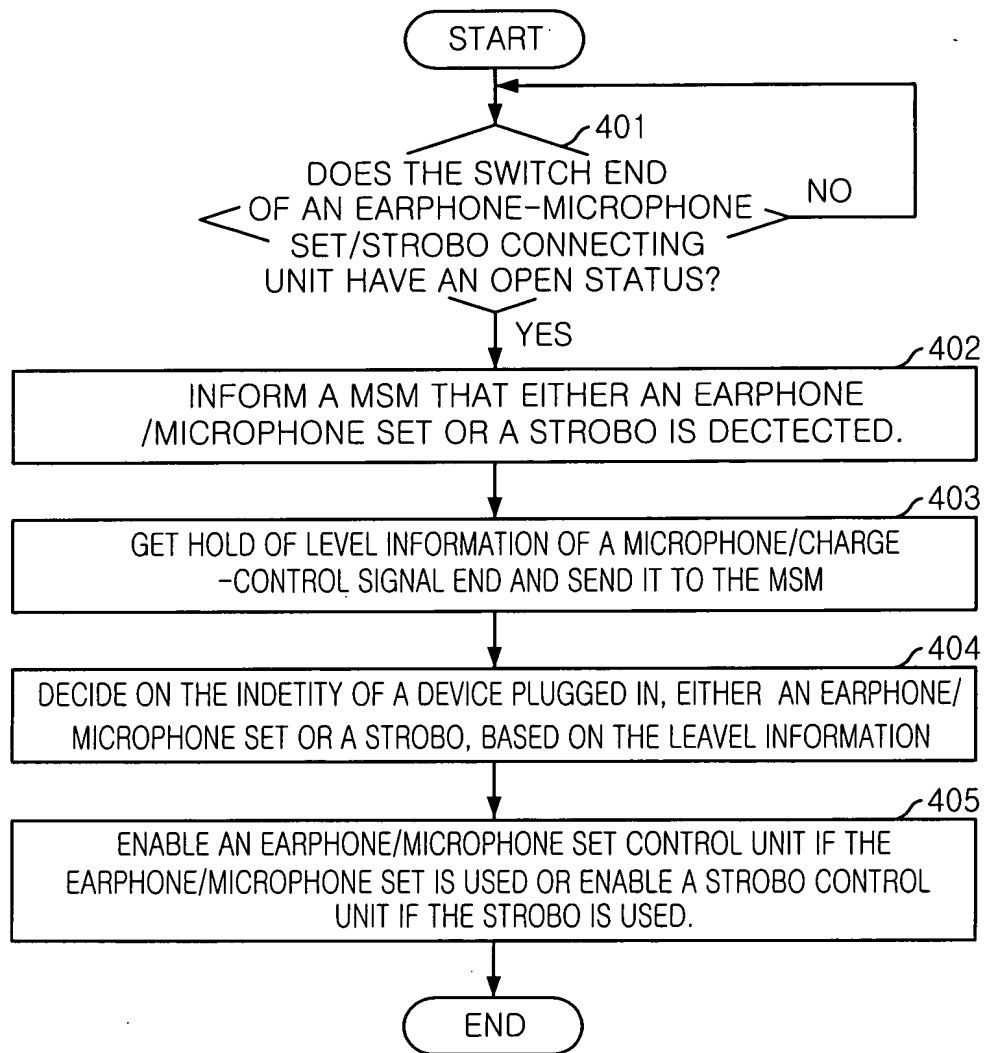 START
401
DOES THE SWITCH END
OF AN EARPHONE-MICROPHONE
SET/STROBO CONNECTING
UNIT HAVE AN OPEN STATUS?
NO
YES
402
INFORM A MSM THAT EITHER AN EARPHONE
/MICROPHONE SET OR A STROBO IS DECTECTED.
403
GET HOLD OF LEVEL INFORMATION OF A MICROPHONE/CHARGE
-CONTROL SIGNAL END AND SEND IT TO THE MSM
404
DECIDE ON THE INDETITY OF A DEVICE PLUGGED IN, EITHER AN EARPHONE/
MICROPHONE SET OR A STROBO, BASED ON THE LEAVEL INFORMATION
405
ENABLE AN EARPHONE/MICROPHONE SET CONTROL UNIT IF THE
EARPHONE/MICROPHONE SET IS USED OR ENABLE A STROBO CONTROL
UNIT IF THE STROBO IS USED.
END